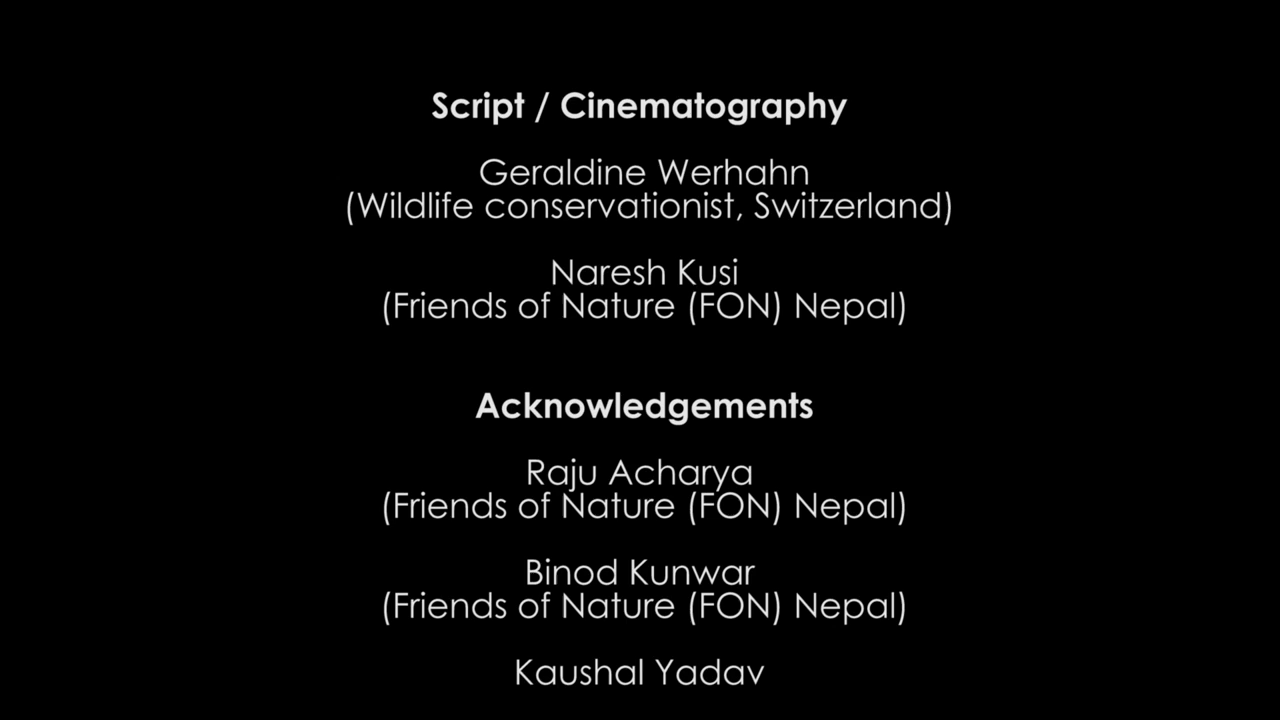 Script / Cinematography
Geraldine Werhahn
(Wildlife conservationist, Switzerland)
Naresh Kusi
(Friends of Nature (FON) Nepal)
Acknowledgements
Raju Acharya
(Friends of Nature (FON) Nepal)
Binod Kunwar
(Friends of Nature (FON) Nepal)
Kaushal Yadav